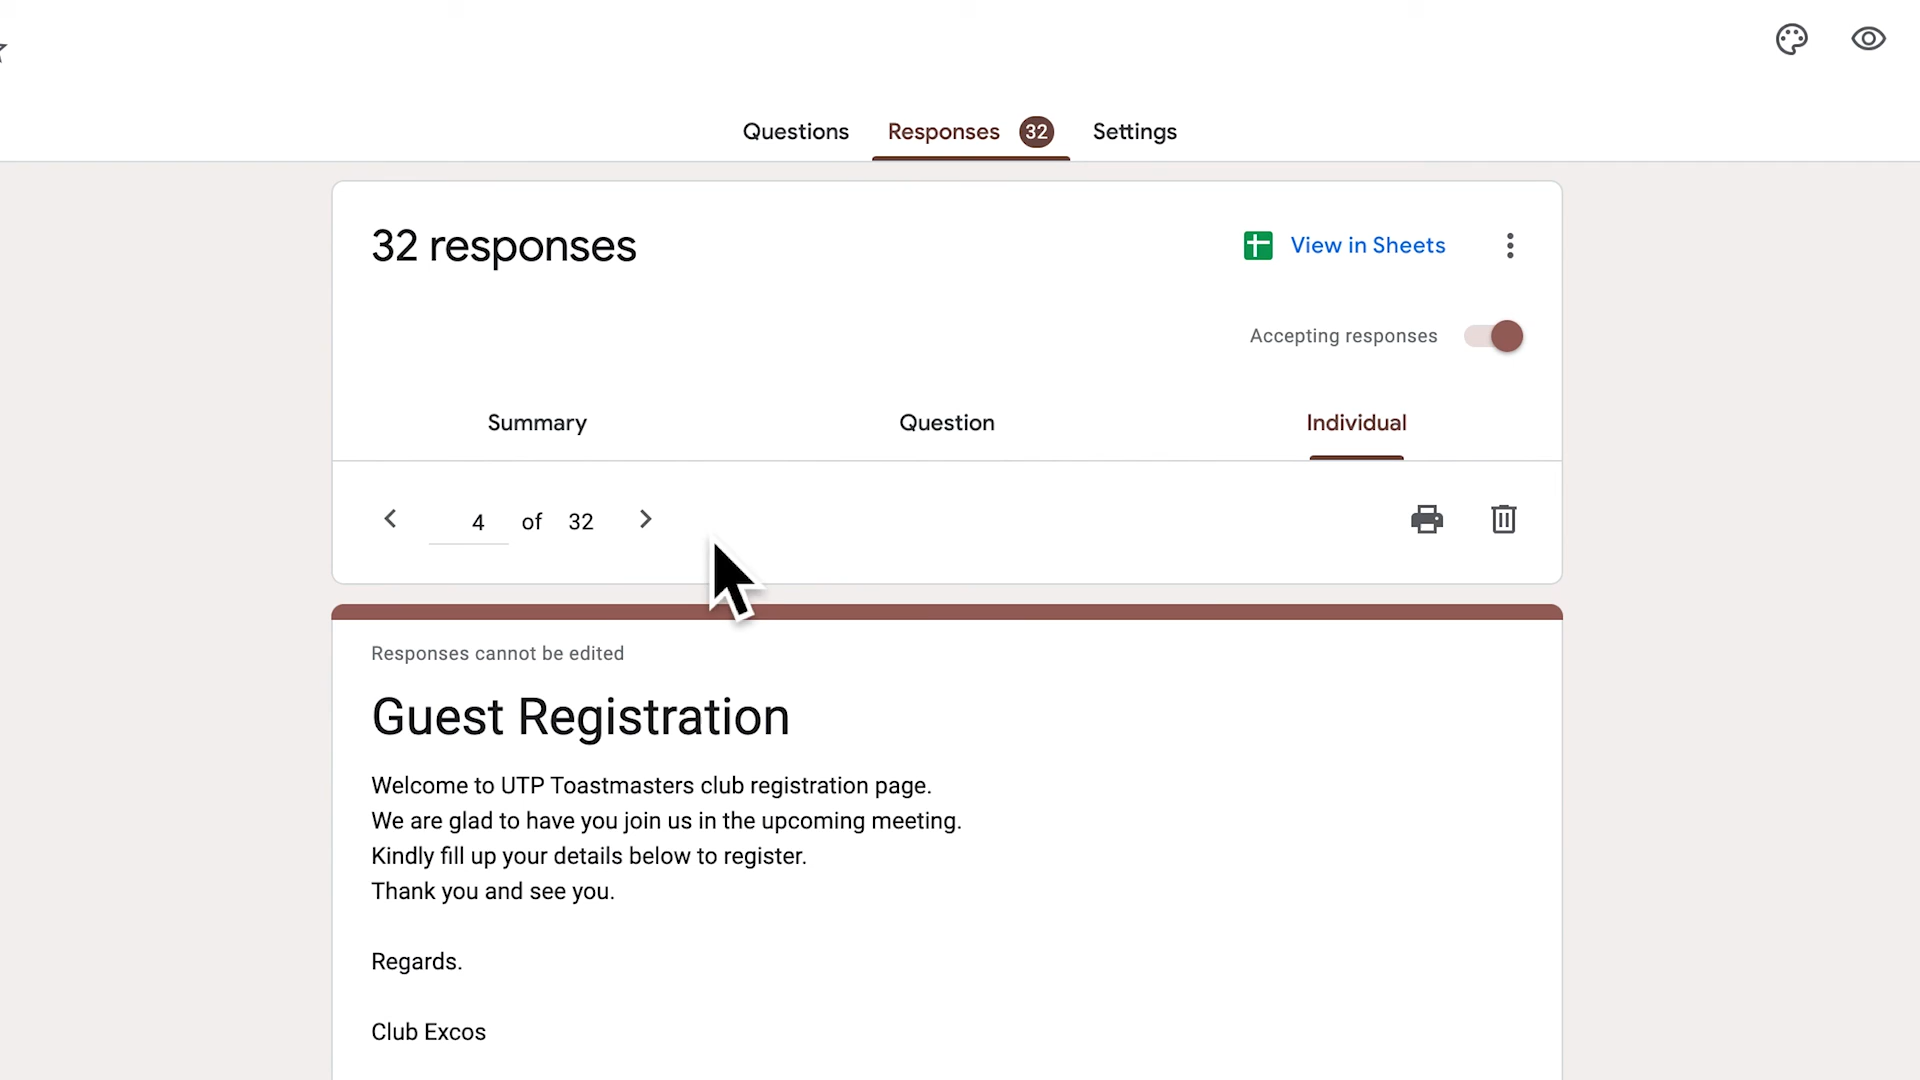 Questions Responses 32 Settings
32 responses
View in Sheets
Accepting responses
Summary Question Individual
4 of 32
Responses cannot be edited
Guest Registration
Welcome to UTP Toastmasters club registration page.
We are glad to have you join us in the upcoming meeting.
Kindly fill up your details below to register.
Thank you and see you.
Regards.
Club Excos